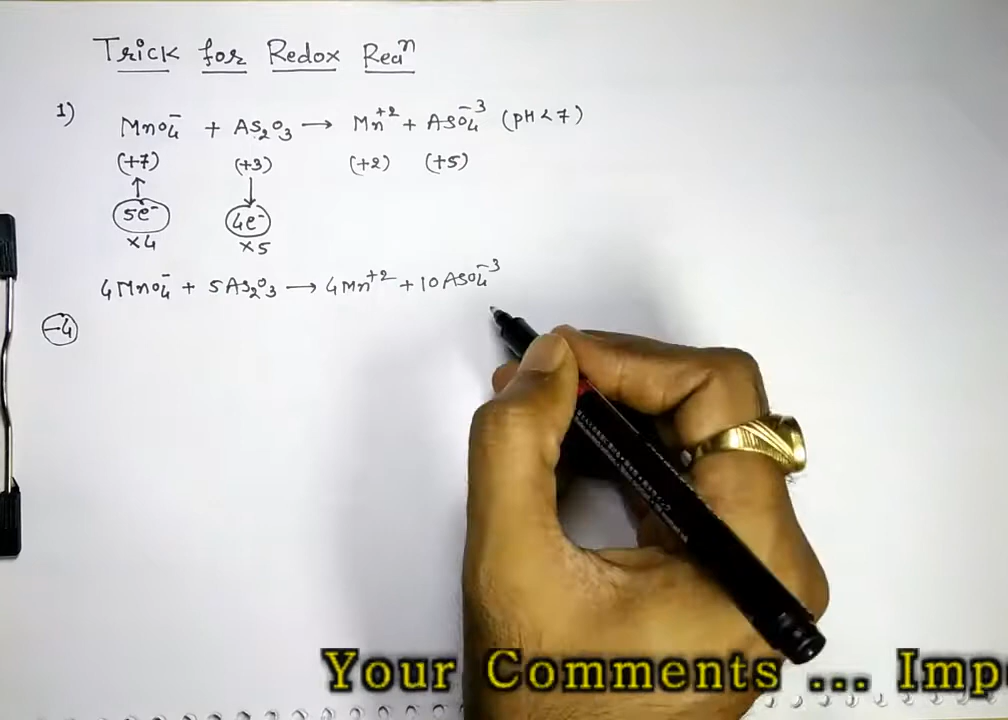 Trick for Redox Reaⁿ
1) MnO₄⁻ + As₂O₃ → Mn⁺² + AsO₄⁻³ (pH < 7)
(+7) (+3) (+2) (+5)
5e⁻ 4e⁻
×4 ×5
4MnO₄⁻ + 5As₂O₃ → 4Mn⁺² + 10AsO₄⁻³
-4
Your Comments ... Imp